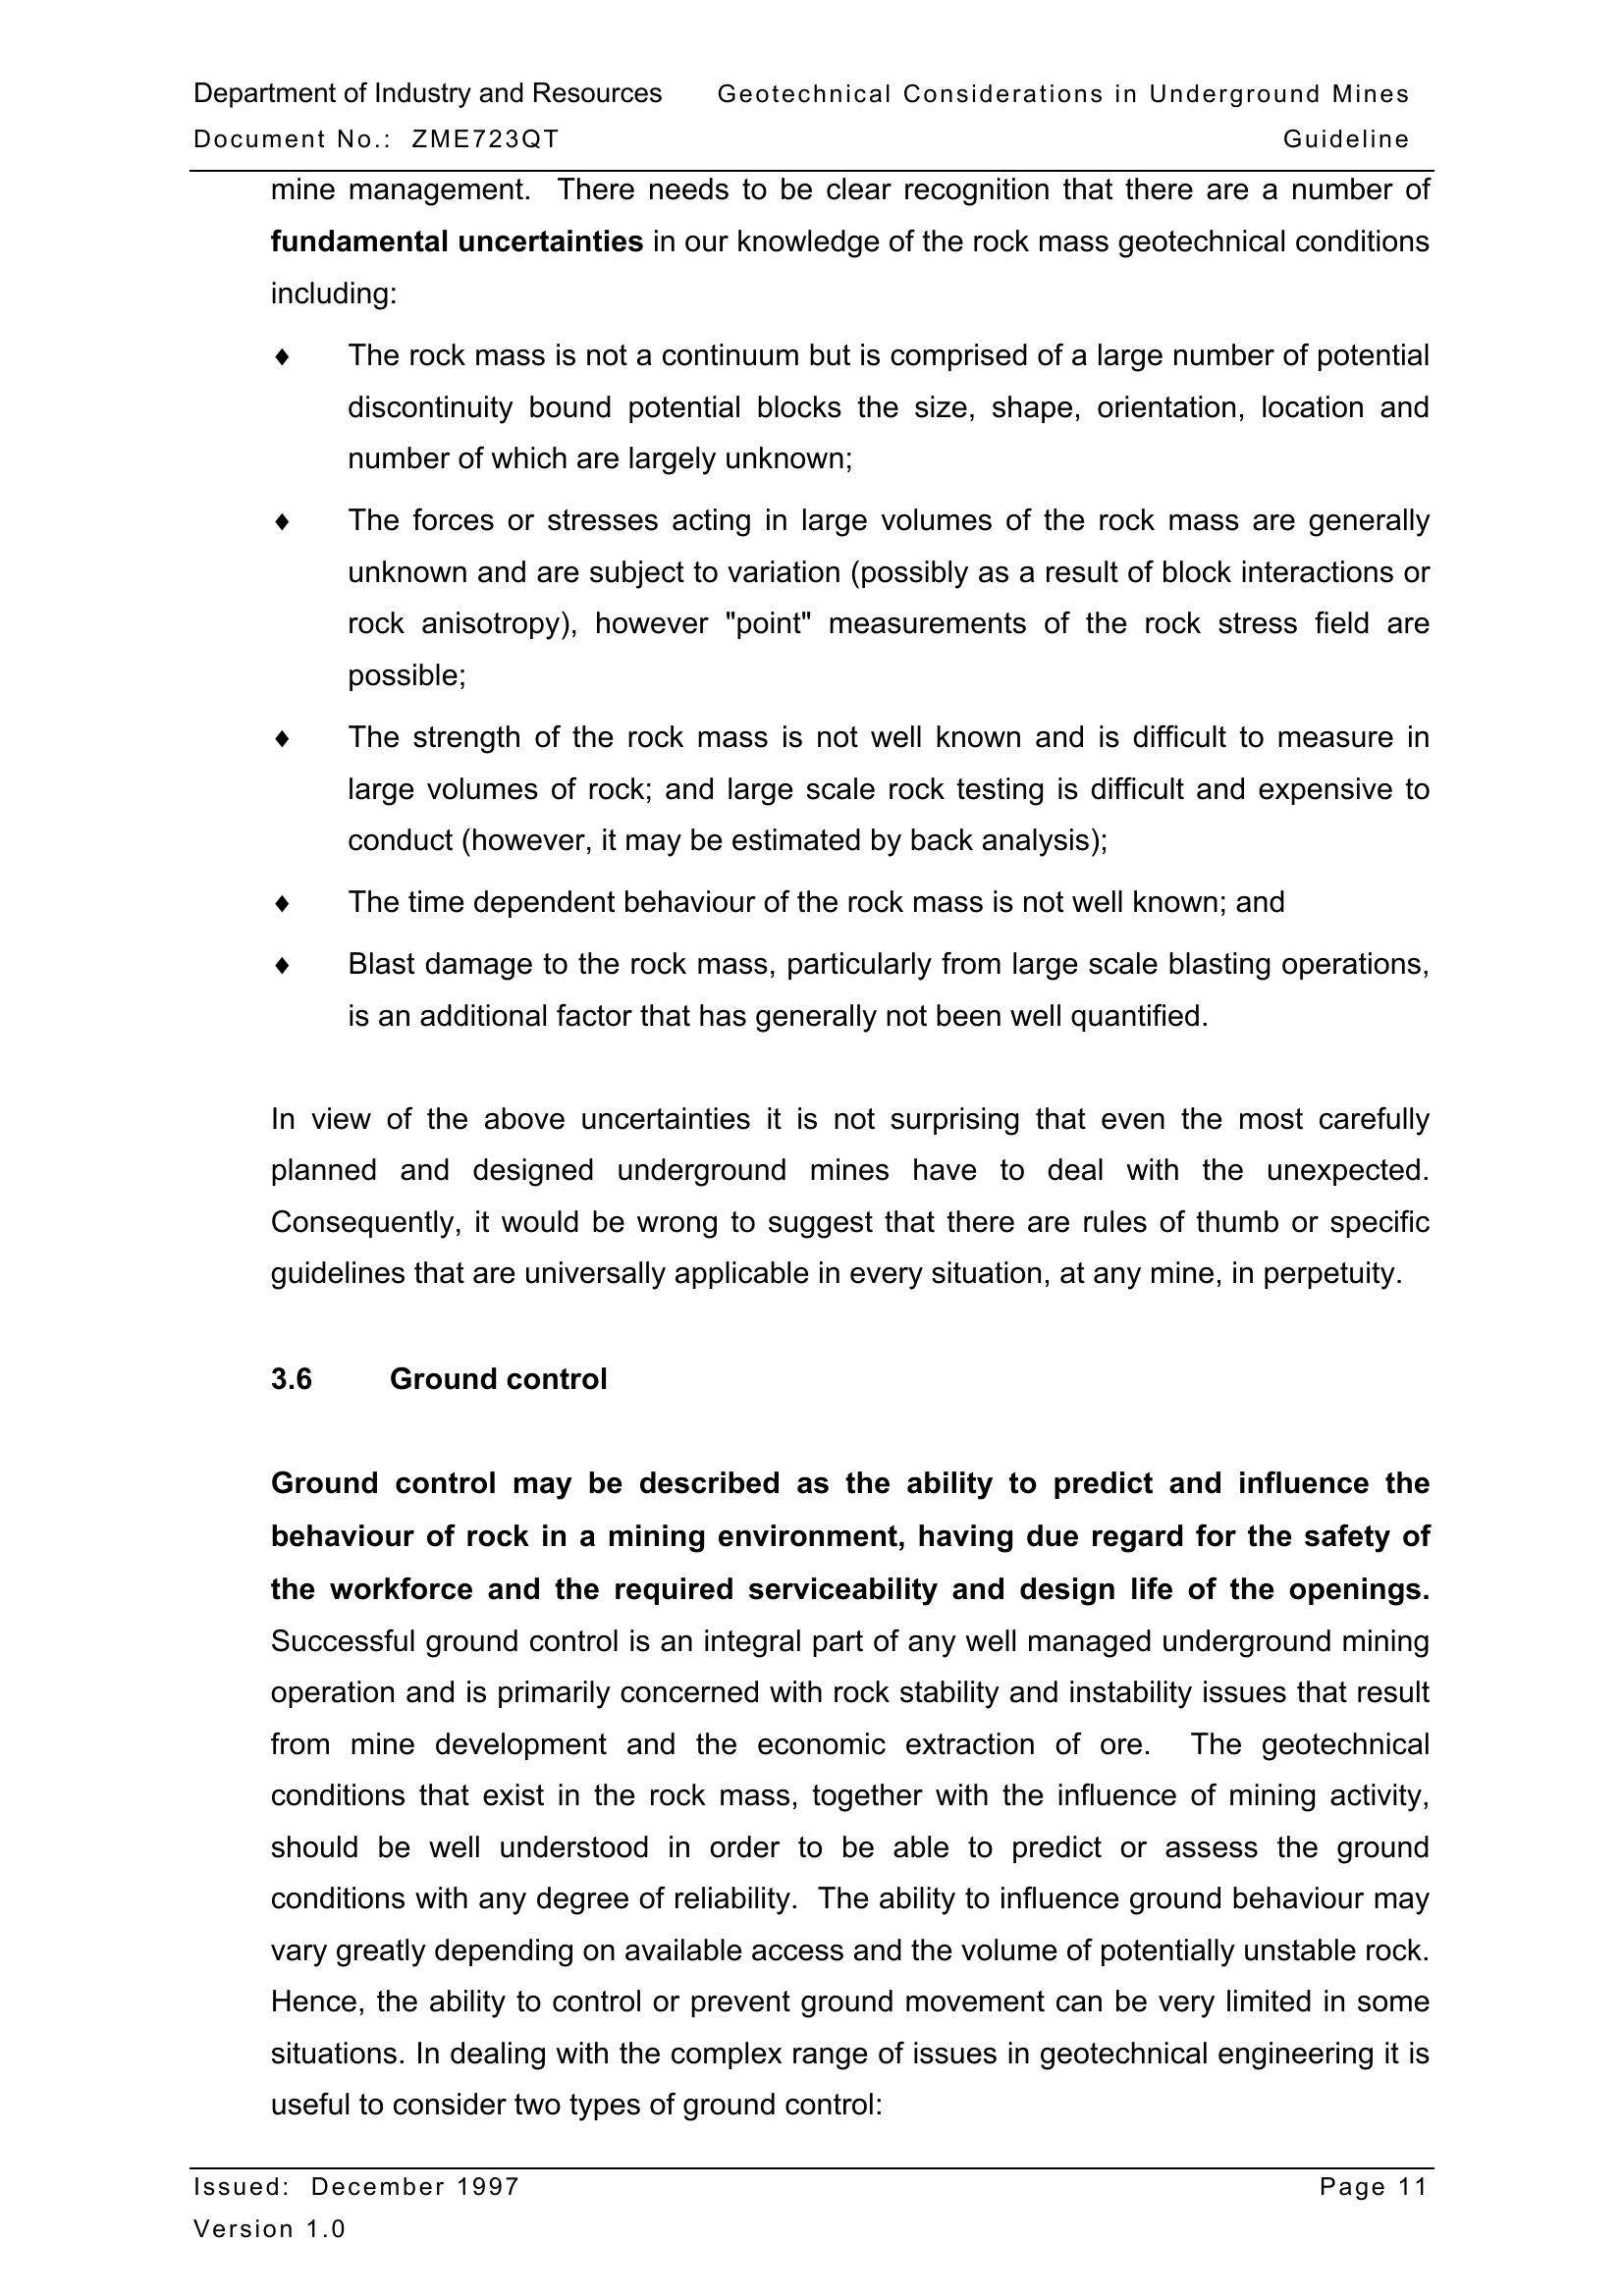 Department of Industry and Resources Geotechnical Considerations in Underground Mines
Document No.: ZME723QT Guideline
mine management. There needs to be clear recognition that there are a number of
fundamental uncertainties in our knowledge of the rock mass geotechnical conditions
including:
♦ The rock mass is not a continuum but is comprised of a large number of potential
discontinuity bound potential blocks the size, shape, orientation, location and
number of which are largely unknown;
♦ The forces or stresses acting in large volumes of the rock mass are generally
unknown and are subject to variation (possibly as a result of block interactions or
rock anisotropy), however "point" measurements of the rock stress field are
possible;
♦ The strength of the rock mass is not well known and is difficult to measure in
large volumes of rock; and large scale rock testing is difficult and expensive to
conduct (however, it may be estimated by back analysis);
♦ The time dependent behaviour of the rock mass is not well known; and
♦ Blast damage to the rock mass, particularly from large scale blasting operations,
is an additional factor that has generally not been well quantified.
In view of the above uncertainties it is not surprising that even the most carefully
planned and designed underground mines have to deal with the unexpected.
Consequently, it would be wrong to suggest that there are rules of thumb or specific
guidelines that are universally applicable in every situation, at any mine, in perpetuity.
3.6 Ground control
Ground control may be described as the ability to predict and influence the
behaviour of rock in a mining environment, having due regard for the safety of
the workforce and the required serviceability and design life of the openings.
Successful ground control is an integral part of any well managed underground mining
operation and is primarily concerned with rock stability and instability issues that result
from mine development and the economic extraction of ore. The geotechnical
conditions that exist in the rock mass, together with the influence of mining activity,
should be well understood in order to be able to predict or assess the ground
conditions with any degree of reliability. The ability to influence ground behaviour may
vary greatly depending on available access and the volume of potentially unstable rock.
Hence, the ability to control or prevent ground movement can be very limited in some
situations. In dealing with the complex range of issues in geotechnical engineering it is
useful to consider two types of ground control:
Issued: December 1997 Page 11
Version 1.0